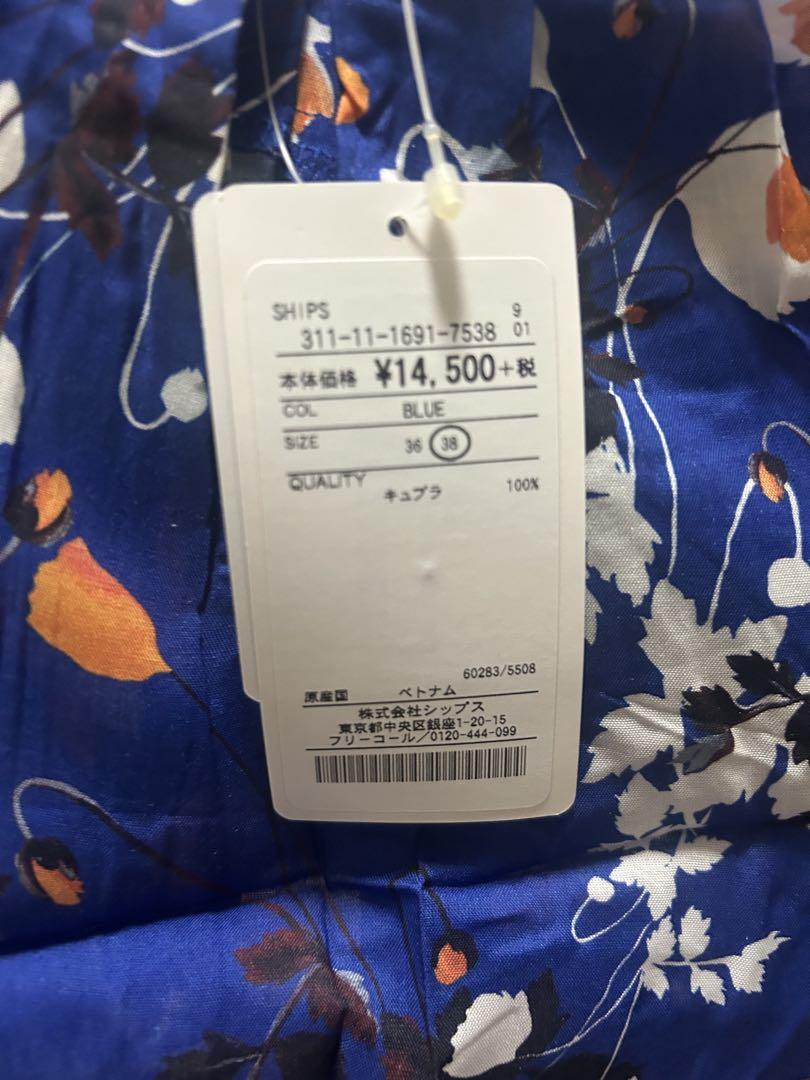 SHIPS 9
311-11-1691-7538 01
本体価格 ¥14,500+税
COL BLUE
SIZE 36 38
QUALITY
キュプラ 100%
60283/5508
原産国 ベトナム
株式会社シップス
東京都中央区銀座1-20-15
フリーコール/0120-444-099